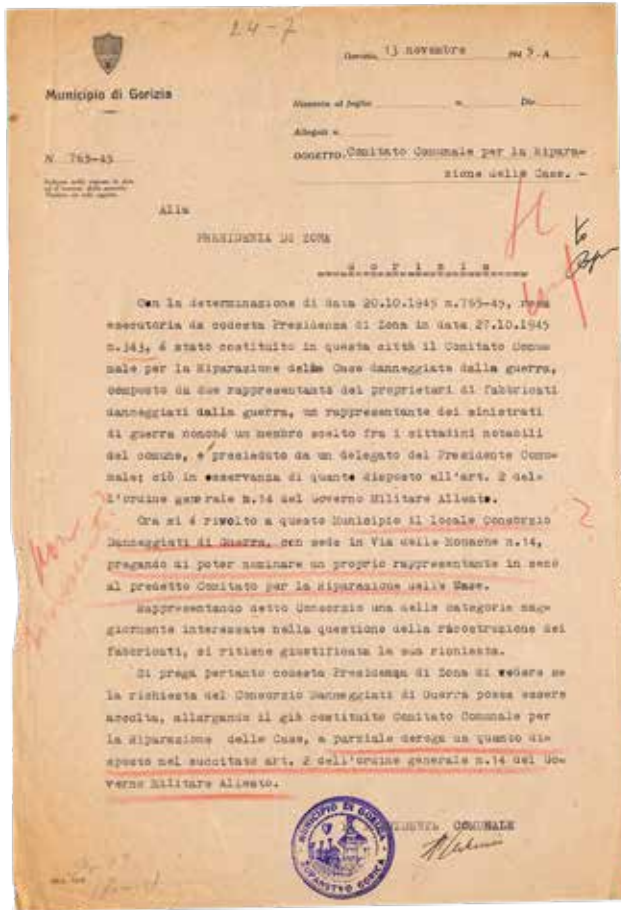 24-7
Gorizia, 13 novembre 194 5 A
Municipio di Gorizia
Risposta al foglio n. Div.
Allegati n.
N 765-45
OGGETTO: Comitato Comunale per la Ripara=
zione delle Case. -
Alla
PRESIDENZA DI ZONA
G o r i z i a
Con la determinazione di data 20.10.1945 n.765-45, resa
esecutoria da codesta Presidenza di Zona in data 27.10.1945
n.343, é stato costituito in questa città il Comitato Comu
nale per la Riparazione delle Case danneggiate dalla guerra,
composto da due rappresentanti dei proprietari di fabbricati
danneggiati dalla guerra, un rappresentante dei sinistrati
di guerra nonché un membro scelto fra i cittadini notabili
del comune, e presieduto da un delegato del Presidente Comu=
nale; ciò in osservanza di quanto disposto all'art. 2 del=
l'ordine generale n.14 del Governo Militare Alleato.
Ora si é rivolto a questo Municipio il locale Consorzio
Danneggiati di Guerra, con sede in Via delle Monache n.14,
pregando di poter nominare un proprio rappresentante in seno
al predetto Comitato per la Riparazione delle Case.
Rappresentando detto Consorzio una delle categorie mag=
giormente interessate nella questione della ricostruzione dei
fabbricati, si ritiene giustificata la sua richiesta.
Si prega pertanto codesta Presidenza di Zona di vedere se
la richiesta del Consorzio Danneggiati di Guerra possa essere
accolta, allargando il già costituito Comitato Comunale per
la Riparazione delle Case, a parziale deroga un quanto di=
sposto nel succitato art. 2 dell'ordine generale n.14 del Go=
verno Militare Alleato.
COMUNALE
MUNICIPIO DI GORIZIA
ZUPANSTVO GORICA